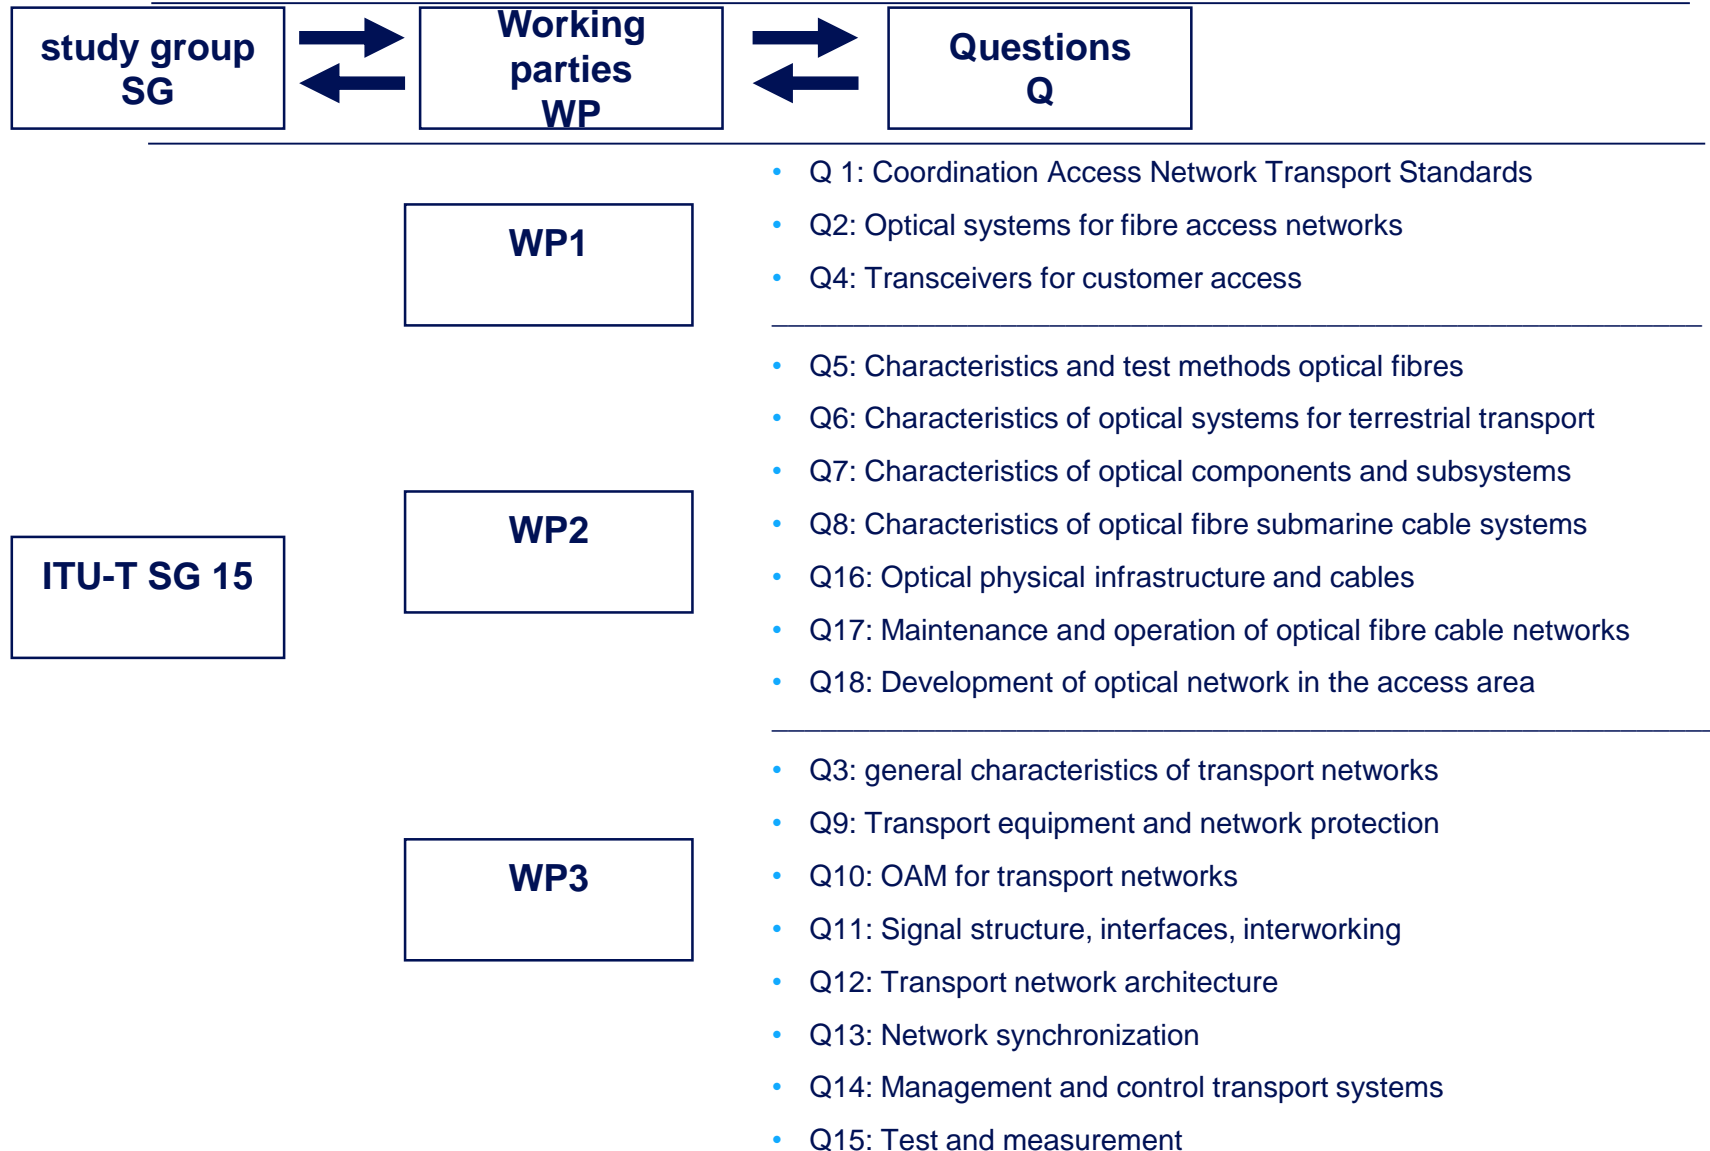 study group
SG
Working
parties
WP
Questions
Q
ITU-T SG 15
WP1
• Q 1: Coordination Access Network Transport Standards
• Q2: Optical systems for fibre access networks
• Q4: Transceivers for customer access
WP2
• Q5: Characteristics and test methods optical fibres
• Q6: Characteristics of optical systems for terrestrial transport
• Q7: Characteristics of optical components and subsystems
• Q8: Characteristics of optical fibre submarine cable systems
• Q16: Optical physical infrastructure and cables
• Q17: Maintenance and operation of optical fibre cable networks
• Q18: Development of optical network in the access area
WP3
• Q3: general characteristics of transport networks
• Q9: Transport equipment and network protection
• Q10: OAM for transport networks
• Q11: Signal structure, interfaces, interworking
• Q12: Transport network architecture
• Q13: Network synchronization
• Q14: Management and control transport systems
• Q15: Test and measurement